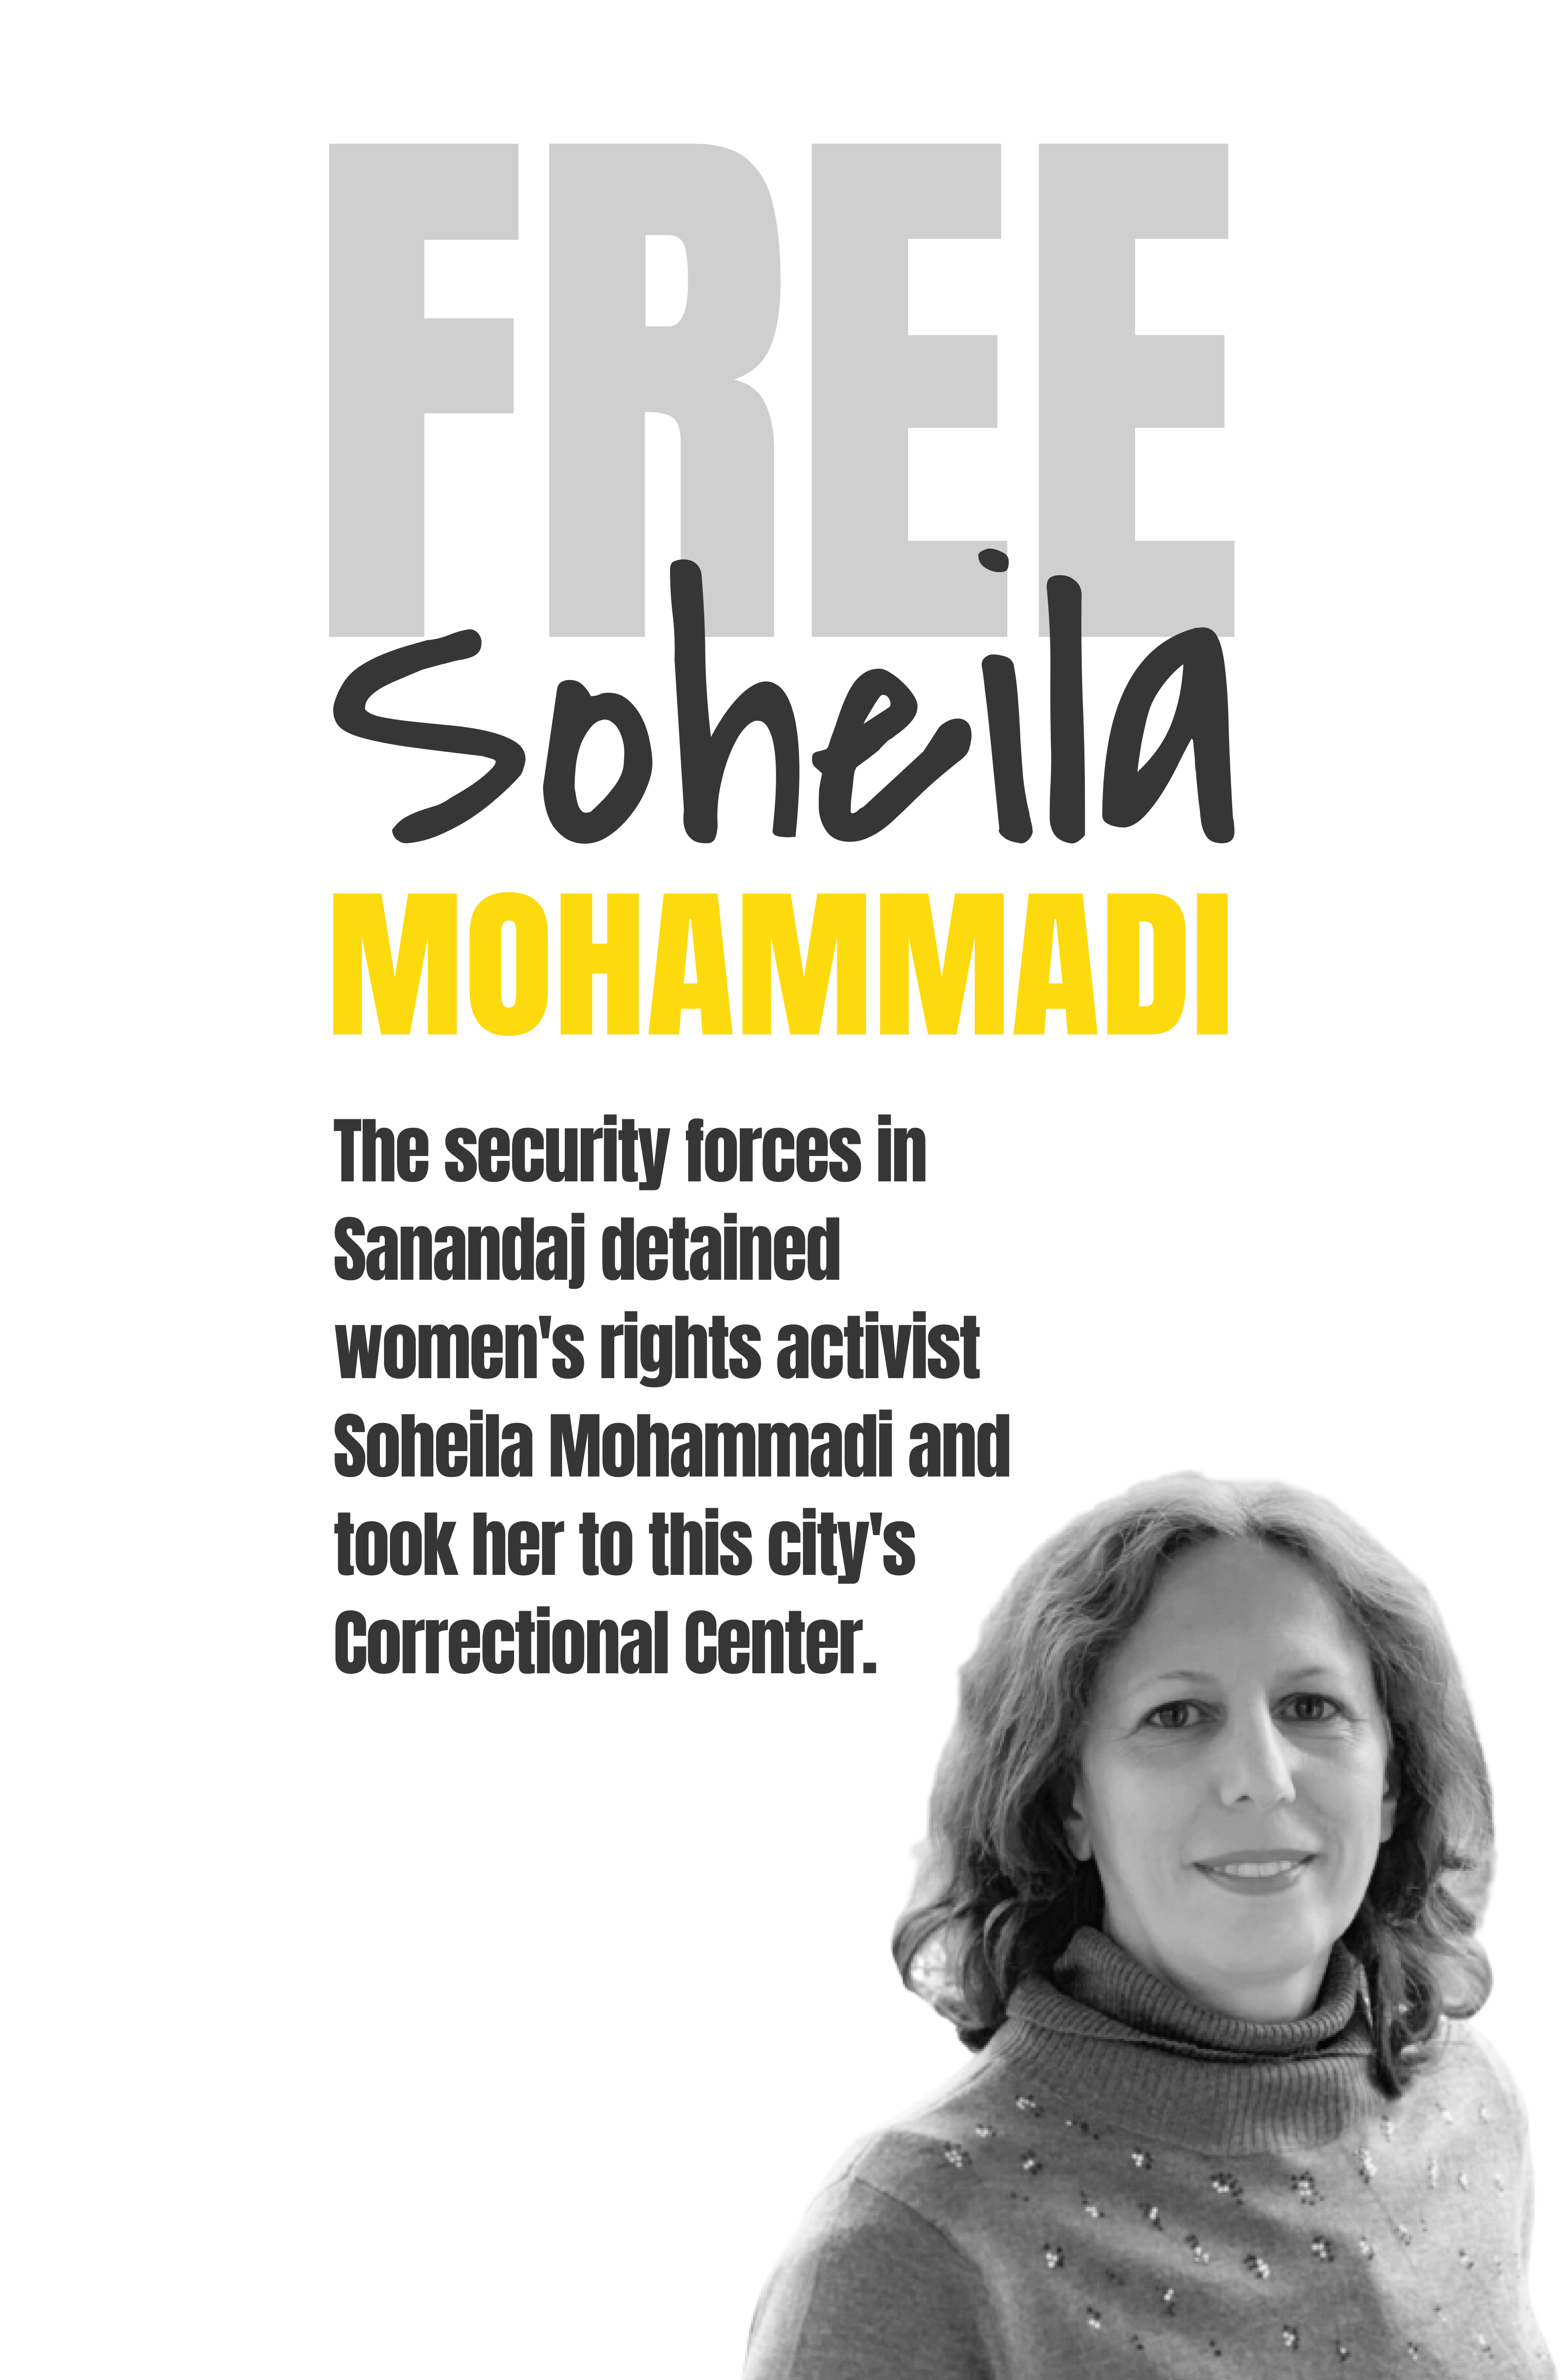 FREE
Soheila
MOHAMMADI
The security forces in
Sanandaj detained
women's rights activist
Soheila Mohammadi and
took her to this city's
Correctional Center.